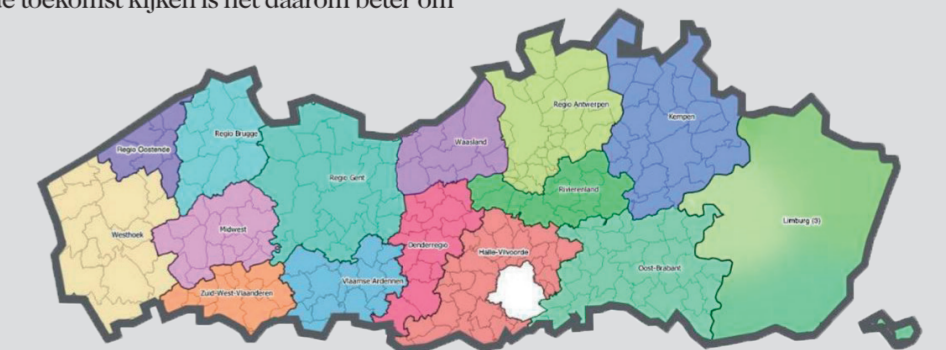 de toekomst kijken is het daarom beter om
Regio Antwerpen
Kempen
Regio Brugge
Waasland
Regio Oostende
Regio Gent
Rivierenland
Limburg (3)
Midwest
Westhoek
Denderregio
Halle-Vilvoorde
Oost-Brabant
Vlaamse Ardennen
Zuid-West-Vlaanderen